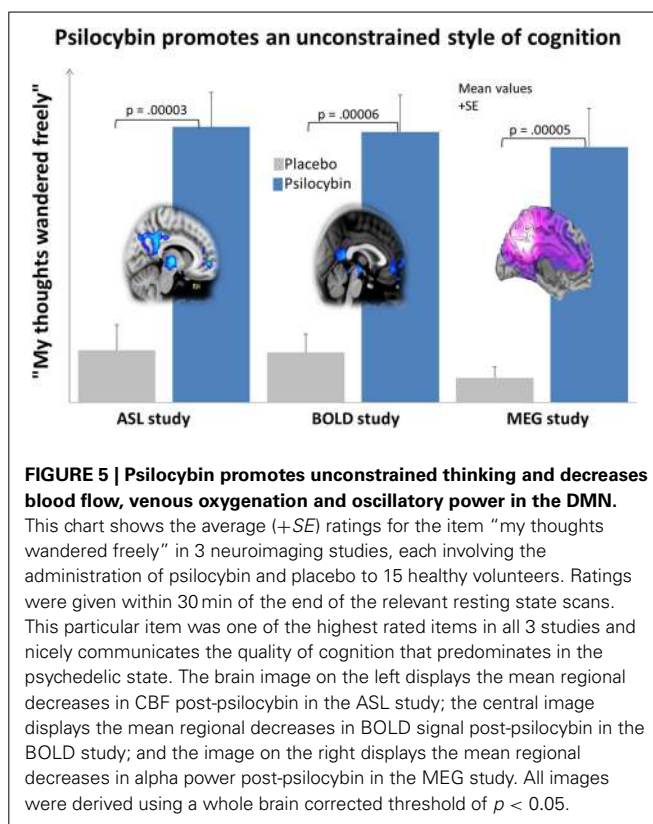 Psilocybin promotes an unconstrained style of cognition
"My thoughts wandered freely"
p = .00003
p = .00006
Mean values
+SE
p = .00005
Placebo
Psilocybin
ASL study
BOLD study
MEG study
FIGURE 5 | Psilocybin promotes unconstrained thinking and decreases
blood flow, venous oxygenation and oscillatory power in the DMN.
This chart shows the average (+SE) ratings for the item “my thoughts
wandered freely” in 3 neuroimaging studies, each involving the
administration of psilocybin and placebo to 15 healthy volunteers. Ratings
were given within 30 min of the end of the relevant resting state scans.
This particular item was one of the highest rated items in all 3 studies and
nicely communicates the quality of cognition that predominates in the
psychedelic state. The brain image on the left displays the mean regional
decreases in CBF post-psilocybin in the ASL study; the central image
displays the mean regional decreases in BOLD signal post-psilocybin in the
BOLD study; and the image on the right displays the mean regional
decreases in alpha power post-psilocybin in the MEG study. All images
were derived using a whole brain corrected threshold of p < 0.05.